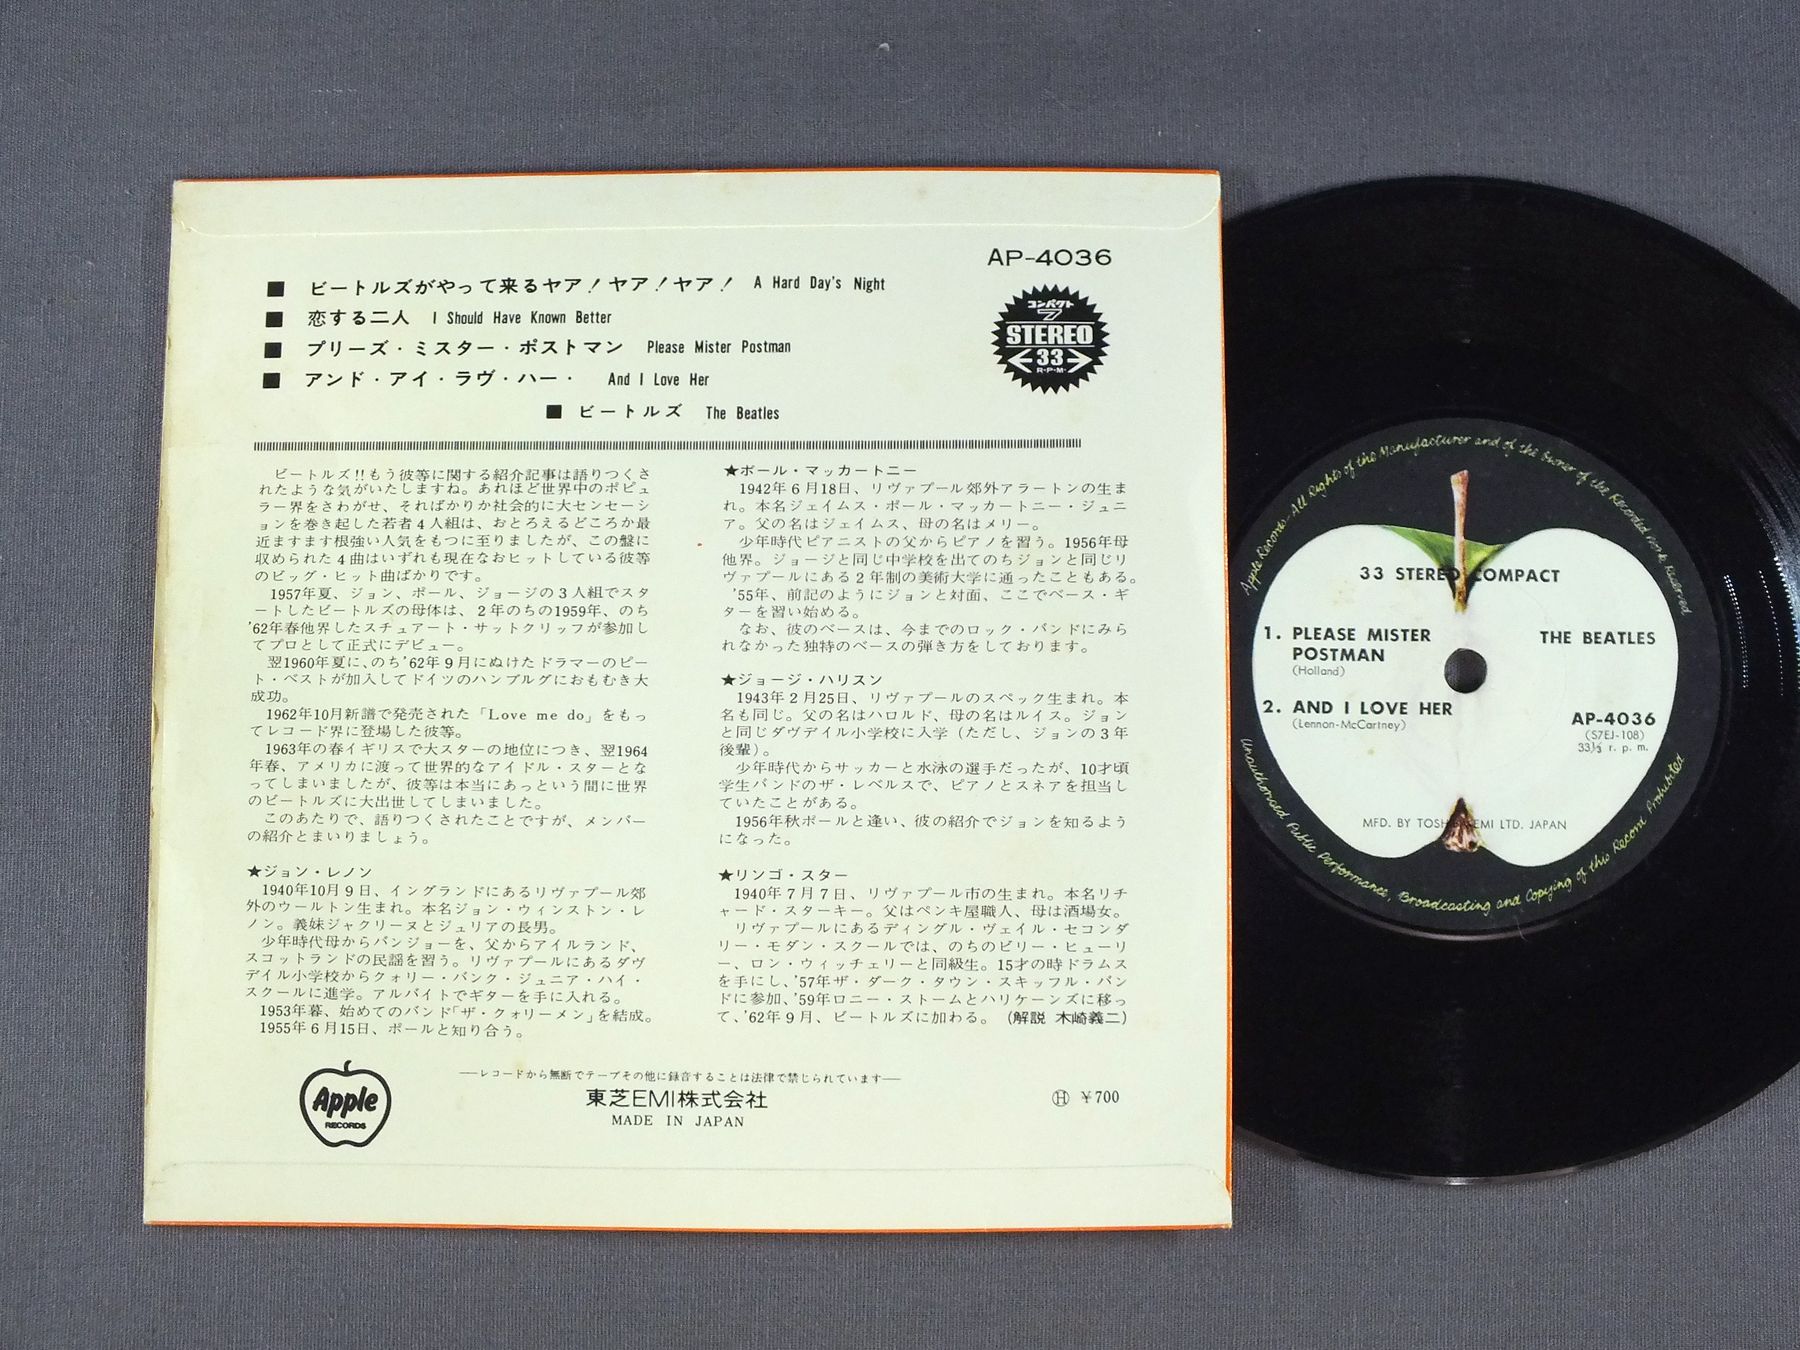 AP-4036
■ ビートルズがやって来るヤア!ヤア!ヤア! A Hard Day's Night
■ 恋する二人 I Should Have Known Better
■ プリーズ・ミスター・ポストマン Please Mister Postman
■ アンド・アイ・ラヴ・ハー・ And I Love Her
■ ビートルズ The Beatles
コンパクト
7
STEREO
33
R・P・M・
ビートルズ!!もう彼等に関する紹介記事は語りつくさ
れたような気がいたしますね。あれほど世界中のポピュ
ラー界をさわがせ、そればかりか社会的に大センセーシ
ョンを巻き起した若者4人組は、おとろえるどころか最
近ますます根強い人気をもつに至りましたが、この盤に
収められた4曲はいずれも現在なおヒットしている彼等
のビッグ・ヒット曲ばかりです。
1957年夏、ジョン、ポール、ジョージの3人組でスタ
ートしたビートルズの母体は、2年のちの1959年、のち
'62年春他界したスチュアート・サットクリッフが参加し
てプロとして正式にデビュー。
翌1960年夏に、のち'62年9月にぬけたドラマーのピー
ト・ベストが加入してドイツのハンブルグにおもむき大
成功。
1962年10月新譜で発売された「Love me do」をもっ
てレコード界に登場した彼等。
1963年の春イギリスで大スターの地位につき、翌1964
年春、アメリカに渡って世界的なアイドル・スターとな
ってしまいましたが、彼等は本当にあっという間に世界
のビートルズに大出世してしまいました。
このあたりで、語りつくされたことですが、メンバー
の紹介とまいりましょう。
★ジョン・レノン
1940年10月9日、イングランドにあるリヴァプール郊
外のウールトン生まれ。本名ジョン・ウィンストン・レ
ノン。義妹ジャクリーヌとジュリアの長男。
少年時代母からバンジョーを、父からアイルランド、
スコットランドの民謡を習う。リヴァプールにあるダヴ
デイル小学校からクォリー・バンク・ジュニア・ハイ・
スクールに進学。アルバイトでギターを手に入れる。
1953年暮、始めてのバンド「ザ・クォリーメン」を結成。
1955年6月15日、ポールと知り合う。
★ポール・マッカートニー
1942年6月18日、リヴァプール郊外アラートンの生ま
れ。本名ジェイムス・ポール・マッカートニー・ジュニ
ア。父の名はジェイムス、母の名はメリー。
少年時代ピアニストの父からピアノを習う。1956年母
他界。ジョージと同じ中学校を出てのちジョンと同じリ
ヴァプールにある2年制の美術大学に通ったこともある。
'55年、前記のようにジョンと対面、ここでベース・ギ
ターを習い始める。
なお、彼のベースは、今までのロック・バンドにみら
れなかった独特のベースの弾き方をしております。
★ジョージ・ハリスン
1943年2月25日、リヴァプールのスペック生まれ。本
名も同じ。父の名はハロルド、母の名はルイス。ジョン
と同じダヴデイル小学校に入学(ただし、ジョンの3年
後輩)。
少年時代からサッカーと水泳の選手だったが、10才頃
学生バンドのザ・レベルスで、ピアノとスネアを担当し
ていたことがある。
1956年秋ポールと逢い、彼の紹介でジョンを知るよう
になった。
★リンゴ・スター
1940年7月7日、リヴァプール市の生まれ。本名リチ
ャード・スターキー。父はペンキ屋職人、母は酒場女。
リヴァプールにあるディングル・ヴェイル・セコンダ
リー・モダン・スクールでは、のちのビリー・ヒューリ
ー、ロン・ウィッチェリーと同級生。15才の時ドラムス
を手にし、'57年ザ・ダーク・タウン・スキッフル・バン
ドに参加、'59年ロニー・ストームとハリケーンズに移っ
て、'62年9月、ビートルズに加わる。(解説 木崎義二)
Apple
RECORDS
──レコードから無断でテープその他に録音することは法律で禁じられています──
東芝EMI株式会社
MADE IN JAPAN
Ⓗ ¥700
Apple Records-All Rights of the Manufacturer and of the Owner of the Recorded Work Reserved
33 STEREO COMPACT
1. PLEASE MISTER
POSTMAN
(Holland)
2. AND I LOVE HER
(Lennon-McCartney)
THE BEATLES
AP-4036
(S7EJ-108)
33⅓ r. p. m.
MFD. BY TOSHIBA EMI LTD. JAPAN
Unauthorised Public Performance, Broadcasting and Copying of this Record Prohibited